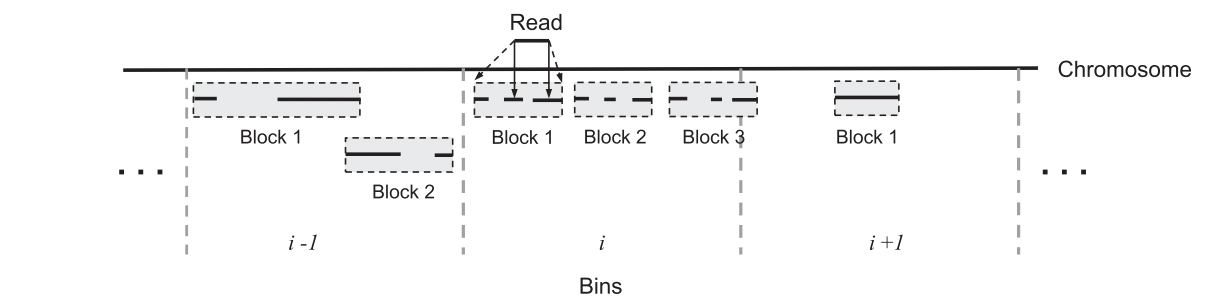 Read
Chromosome
Block 1
Block 1
Block 2
Block 3
Block 1
Block 2
. . .
. . .
i -1
i
i +1
Bins